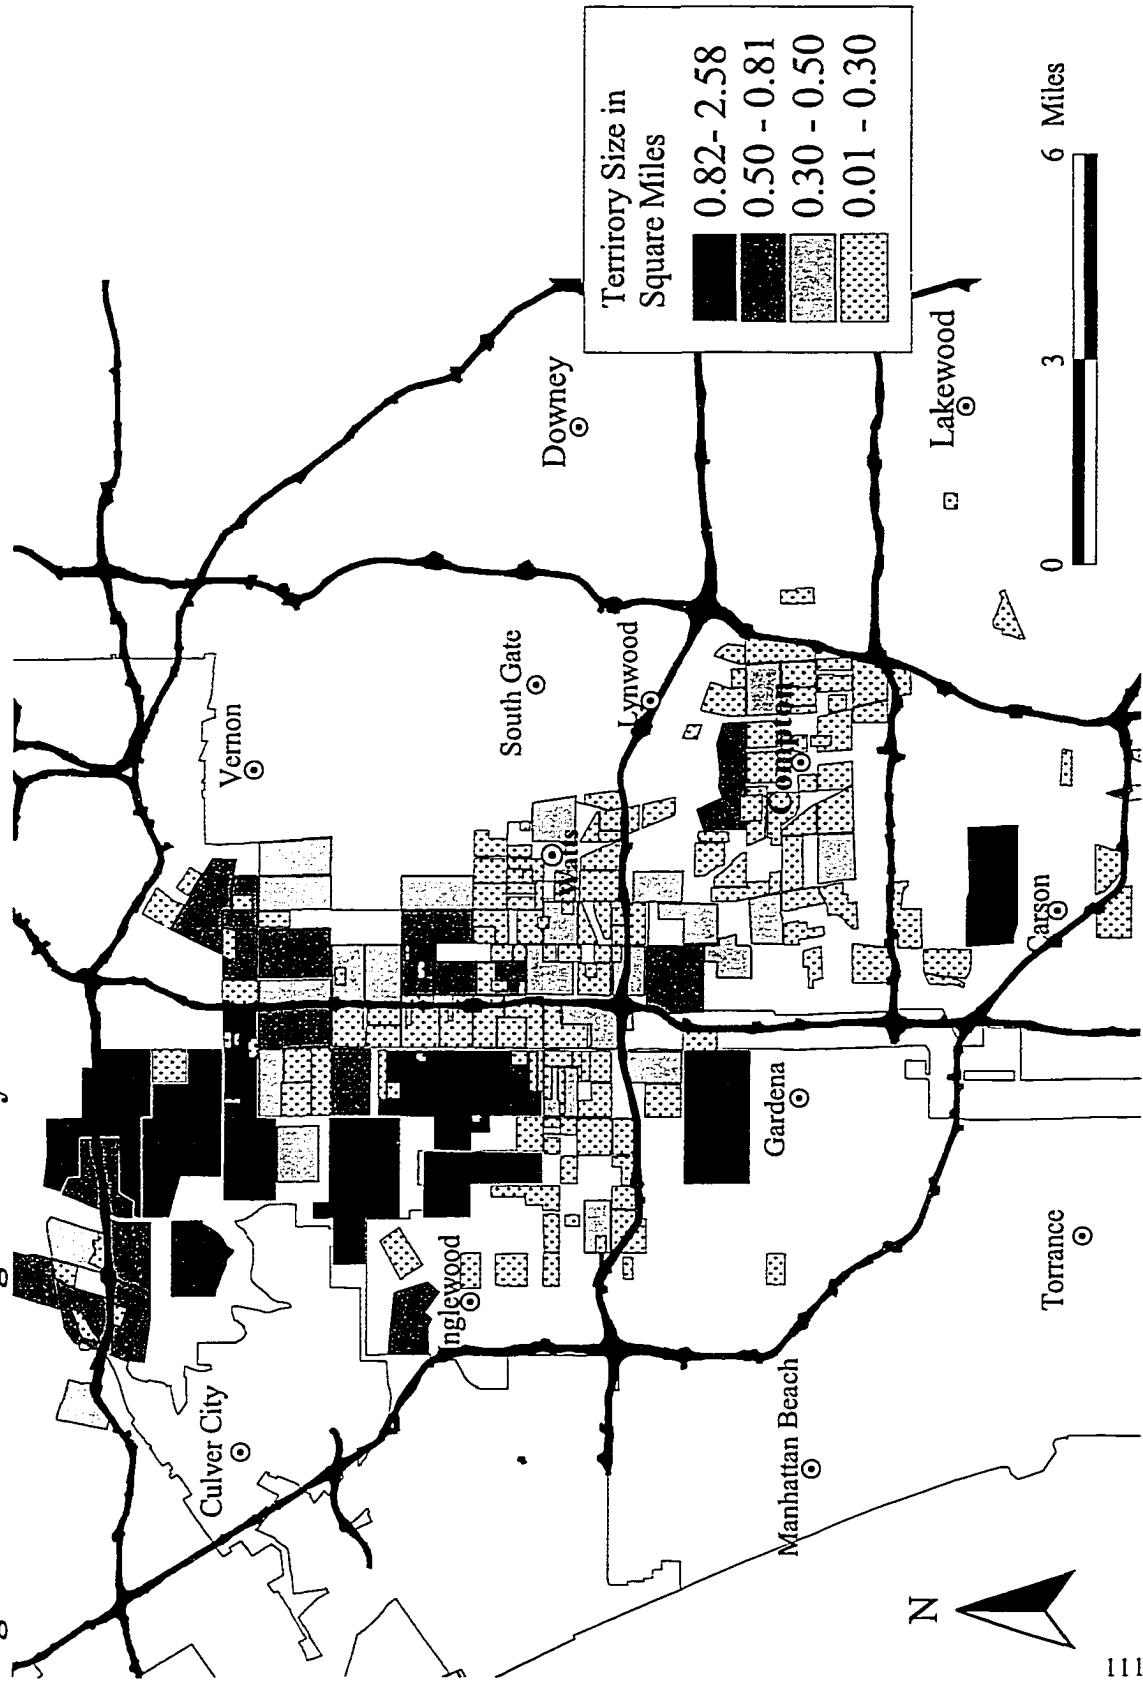 Culver City
Vernon
South Gate
Downey
Inglewood
Watts
Lynwood
Compton
Manhattan Beach
Gardena
Carson
Lakewood
Torrance
Terrirory Size in
Square Miles
0.82- 2.58
0.50 - 0.81
0.30 - 0.50
0.01 - 0.30
N
0 3 6 Miles
111